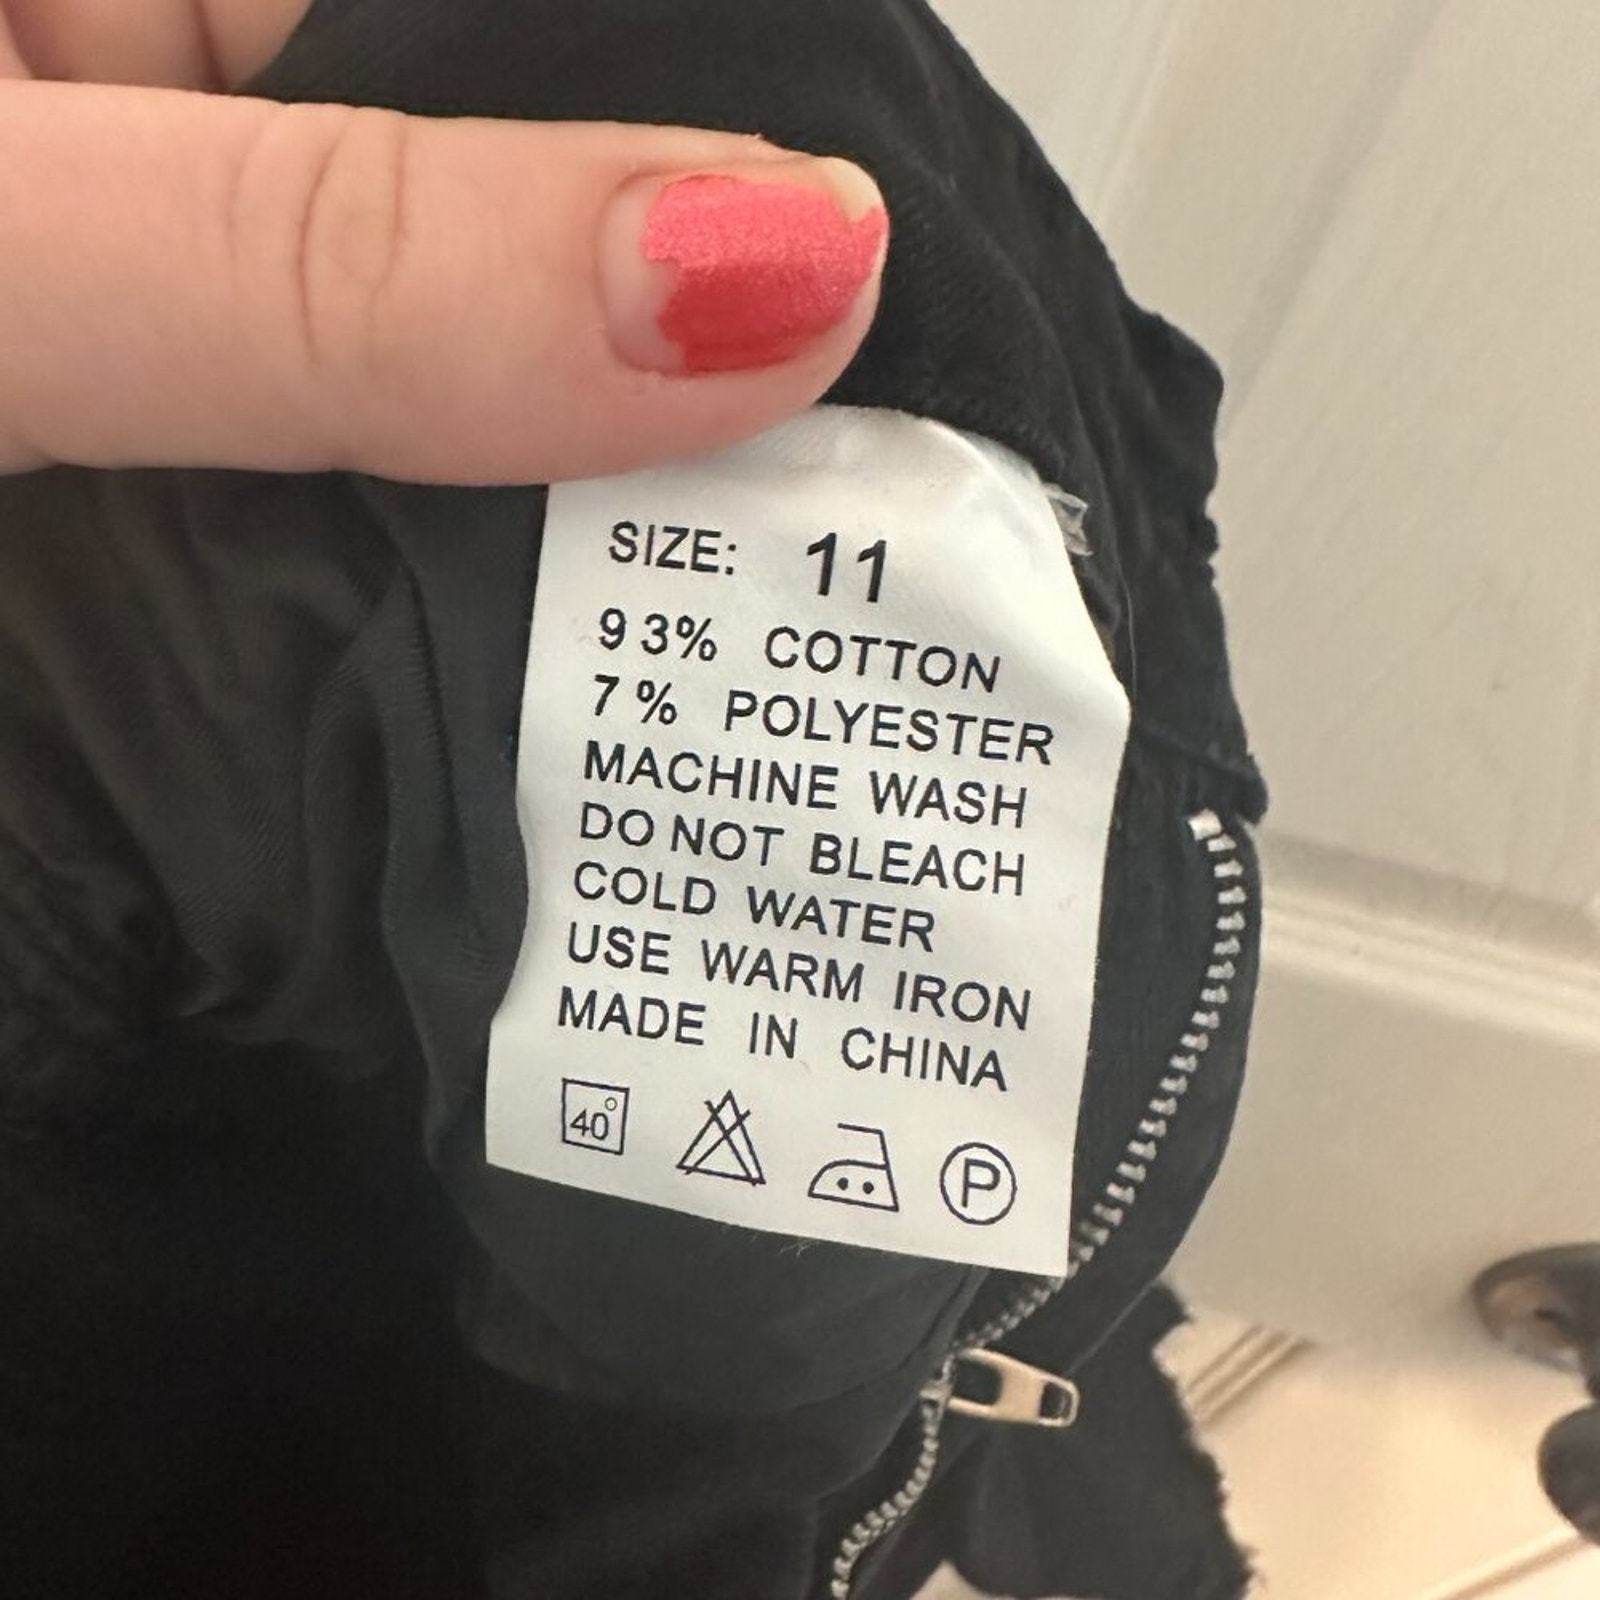 SIZE: 11
93% COTTON
7% POLYESTER
MACHINE WASH
DO NOT BLEACH
COLD WATER
USE WARM IRON
MADE IN CHINA
40° P